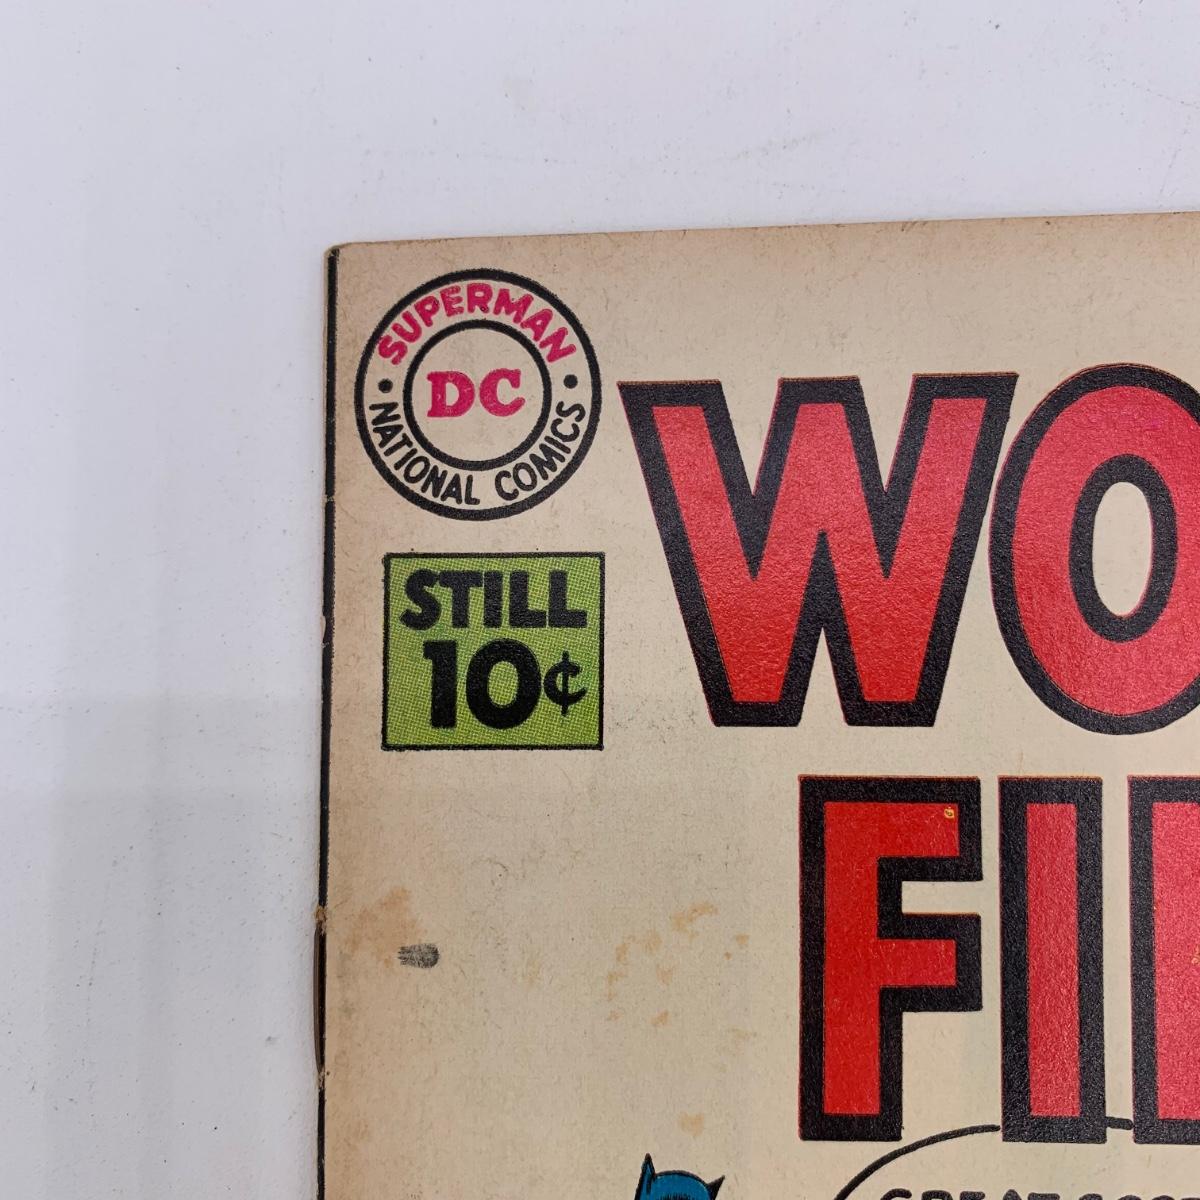 SUPERMAN
DC
NATIONAL COMICS
STILL
10¢
WO
FI